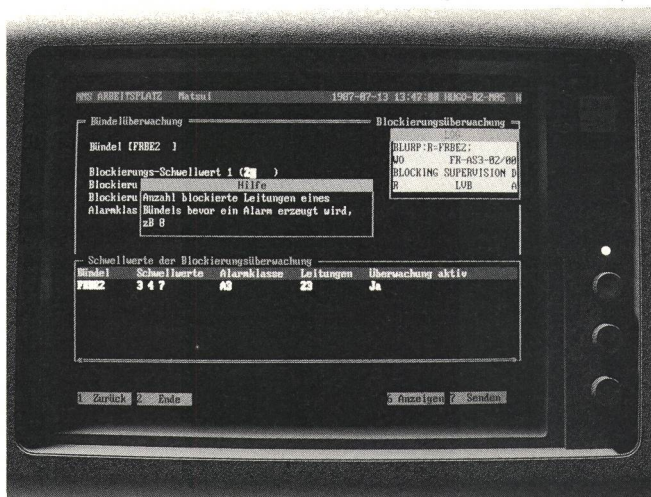 MMS ARBEITSPLATZ Matsui 1987-07-13 13:47:00 HUGO-R2-MMS H
Bündelüberwachung
Blockierungsüberwachung
Bündel [FRBE2 ]
LOG
BLURP:R=FRBE2;
WO FR-AS3-02/00
BLOCKING SUPERVISION D
R LVB A
Blockierungs-Schwellwert 1 (2 )
Blockieru
Blockieru
Alarmklas
Hilfe
Anzahl blockierte Leitungen eines
Bündels bevor ein Alarm erzeugt wird,
zB 8
Schwellwerte der Blockierungsüberwachung
Bündel Schwellwerte Alarmklasse Leitungen Überwachung aktiv
FRBE2 3 4 7 A3 23 Ja
1 Zurück 2 Ende 6 Anzeigen 7 Senden